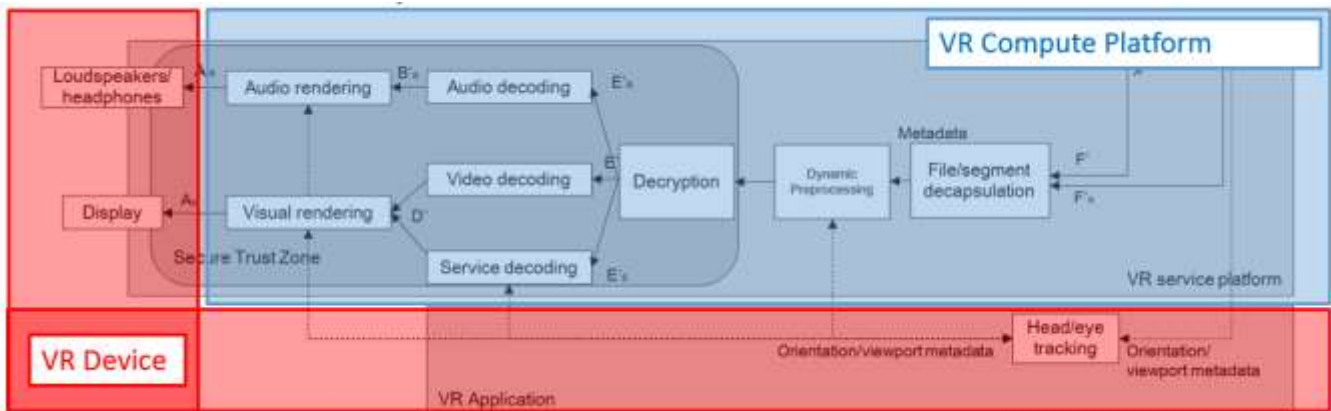 VR Compute Platform
Loudspeakers/
headphones
Audio rendering
Audio decoding
Metadata
File/segment
decapsulation
Dynamic
Preprocessing
Decryption
Video decoding
Display
Visual rendering
D'
F'
Secure Trust Zone
Service decoding
VR service platform
VR Device
Head/eye
tracking
Orientation/viewport metadata
Orientation/
viewport metadata
VR Application